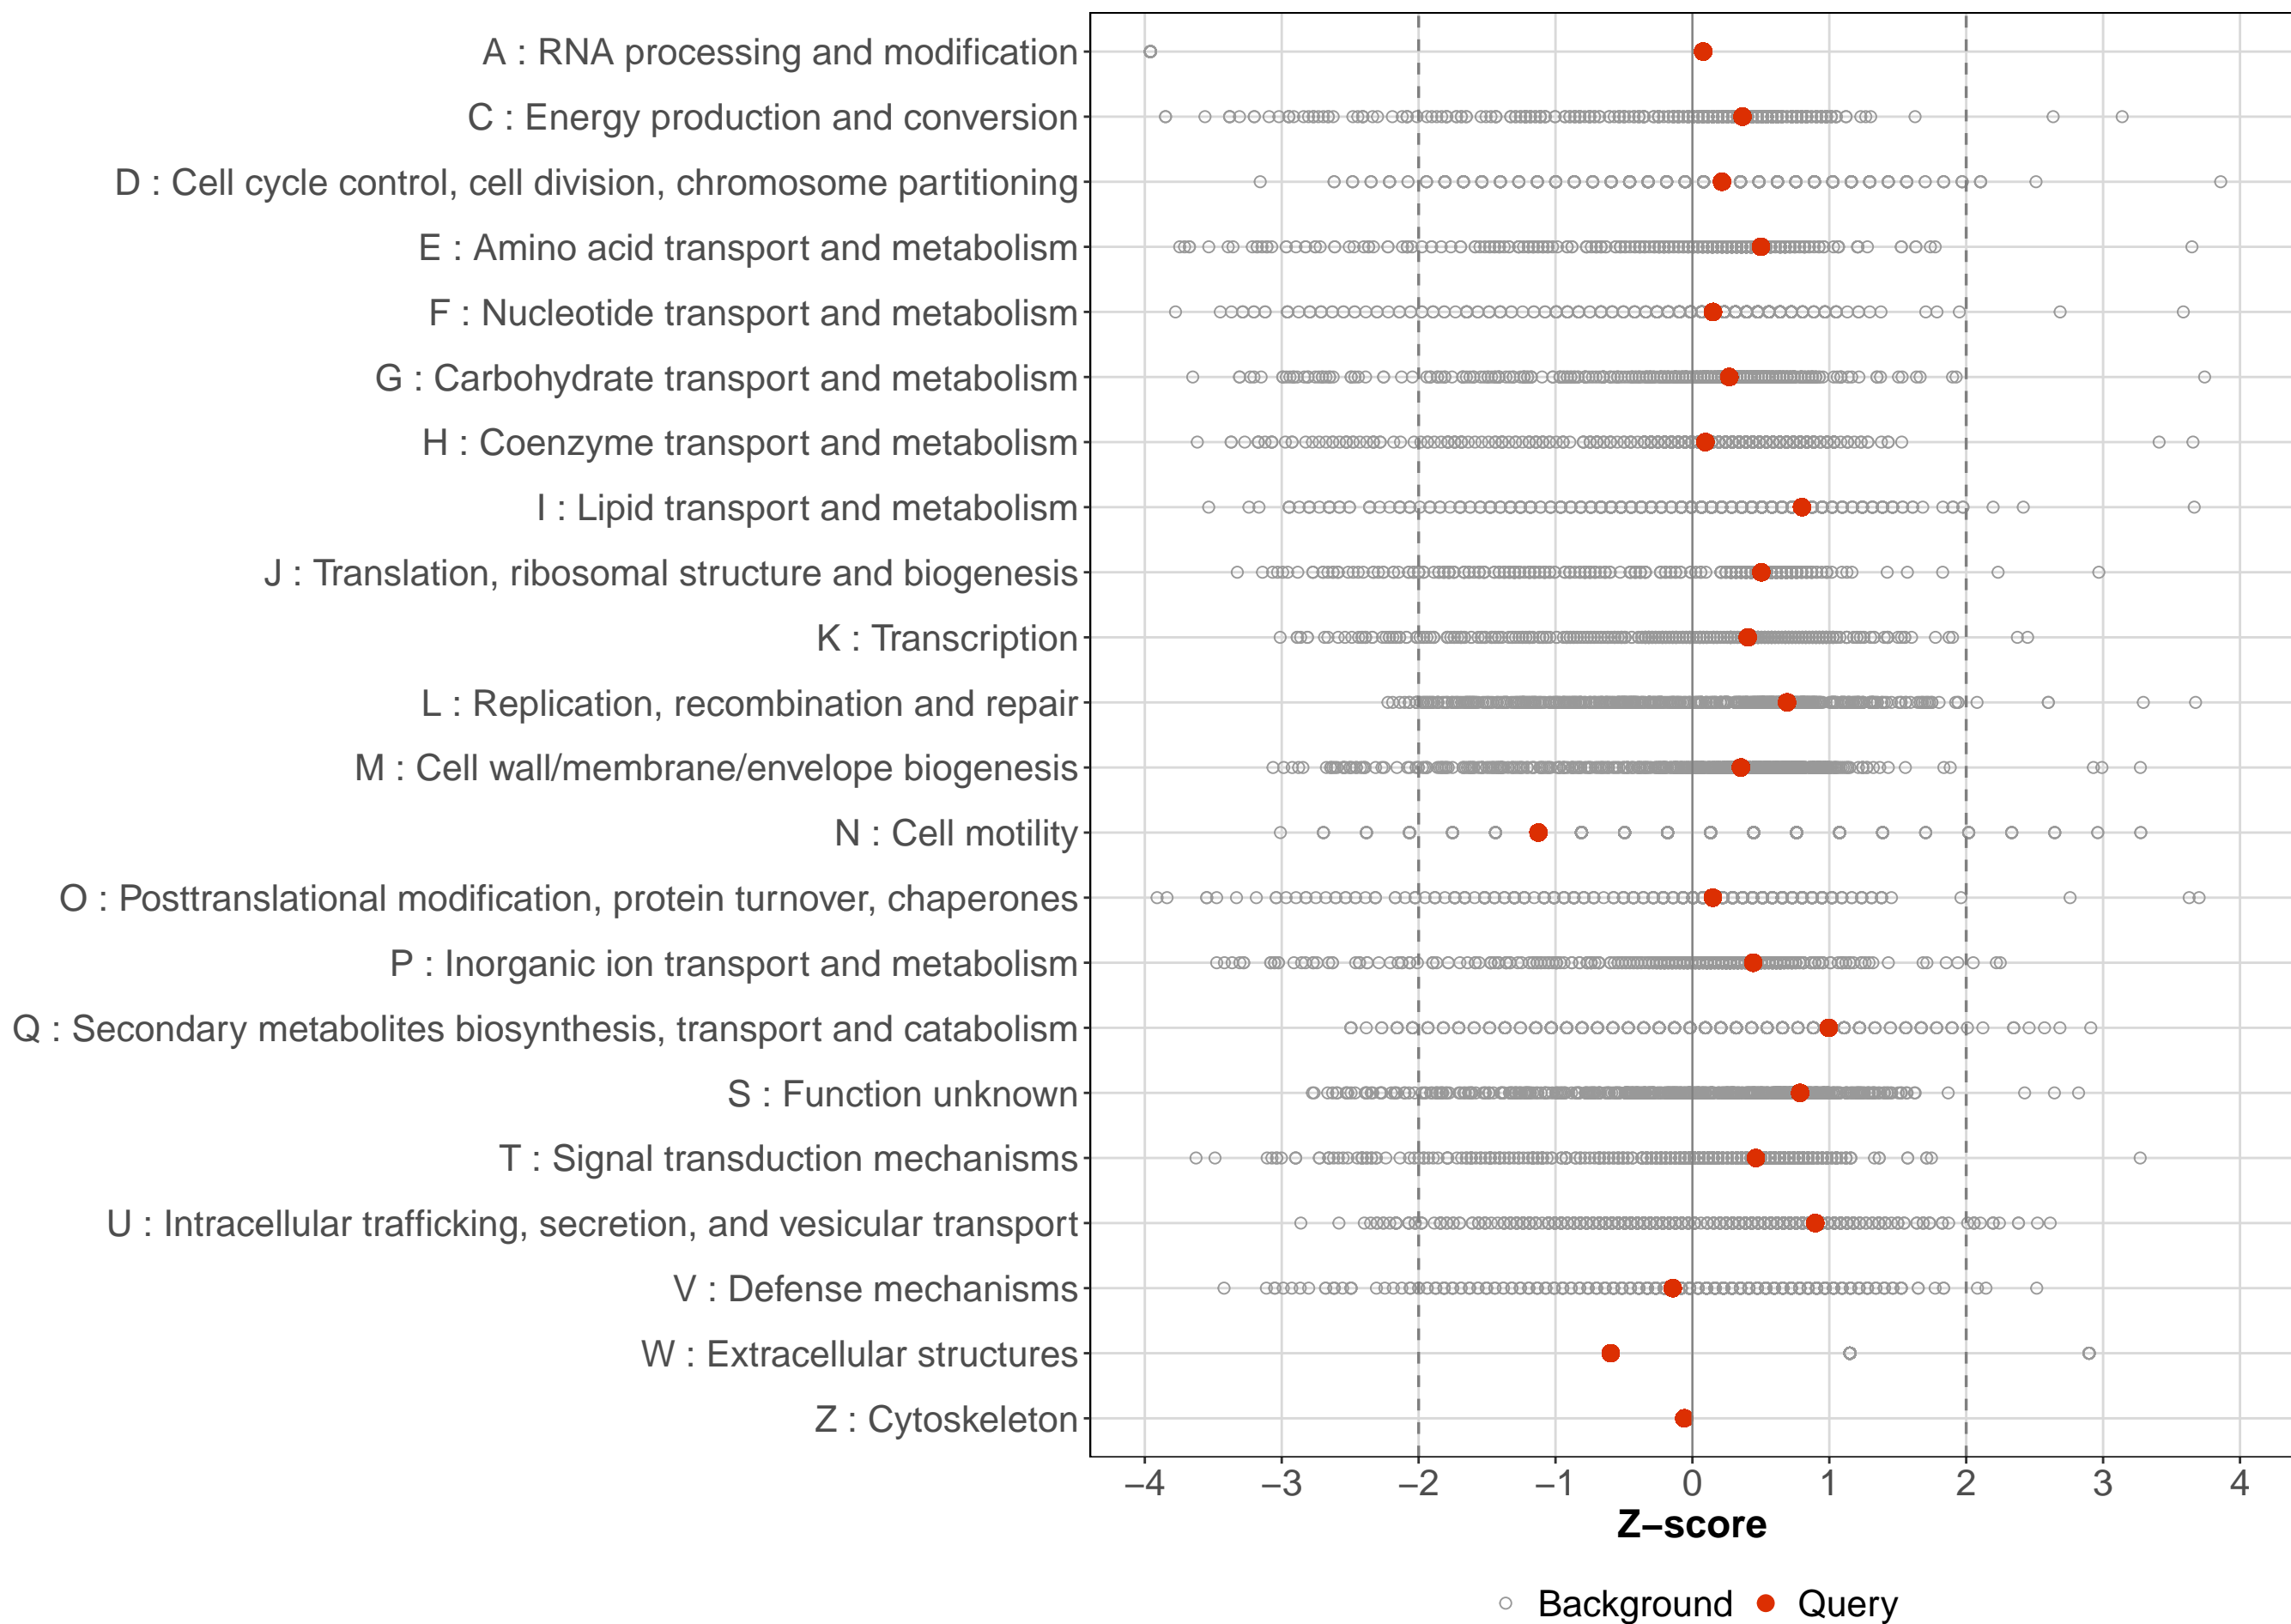 A : RNA processing and modification
C : Energy production and conversion
D : Cell cycle control, cell division, chromosome partitioning
E : Amino acid transport and metabolism
F : Nucleotide transport and metabolism
G : Carbohydrate transport and metabolism
H : Coenzyme transport and metabolism
I : Lipid transport and metabolism
J : Translation, ribosomal structure and biogenesis
K : Transcription
L : Replication, recombination and repair
M : Cell wall/membrane/envelope biogenesis
N : Cell motility
O : Posttranslational modification, protein turnover, chaperones
P : Inorganic ion transport and metabolism
Q : Secondary metabolites biosynthesis, transport and catabolism
S : Function unknown
T : Signal transduction mechanisms
U : Intracellular trafficking, secretion, and vesicular transport
V : Defense mechanisms
W : Extracellular structures
Z : Cytoskeleton
−4 −3 −2 −1 0 1 2 3 4
Z−score
Background Query